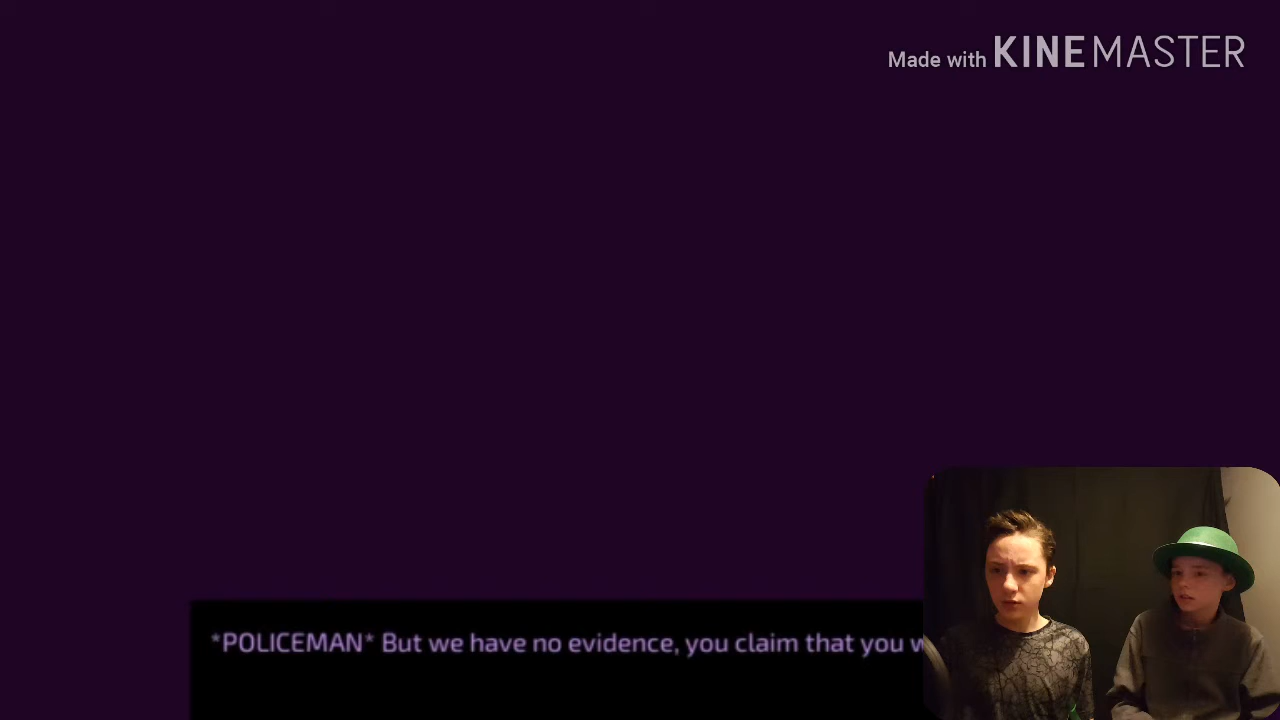 Made with KINEMASTER
*POLICEMAN* But we have no evidence, you claim that you